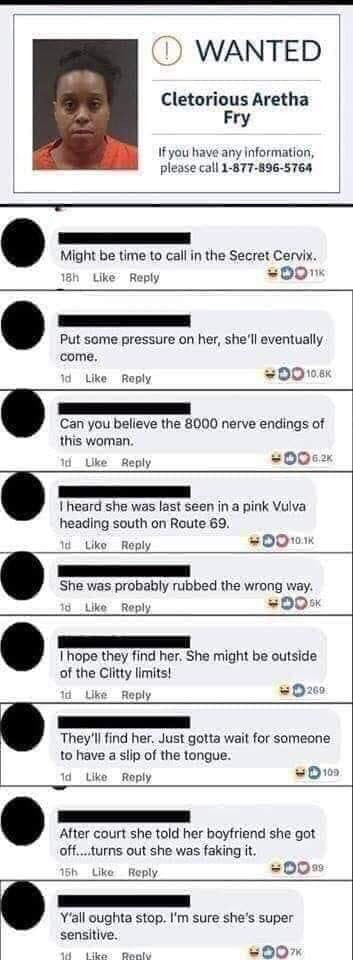 ! WANTED
Cletorious Aretha
Fry
If you have any information,
please call 1-877-896-5764
Might be time to call in the Secret Cervix.
18h Like Reply 11K
Put some pressure on her, she'll eventually
come.
1d Like Reply 10.8K
Can you believe the 8000 nerve endings of
this woman.
1d Like Reply 6.2K
I heard she was last seen in a pink Vulva
heading south on Route 69.
1d Like Reply 10.1K
She was probably rubbed the wrong way.
1d Like Reply 5K
I hope they find her. She might be outside
of the Clitty limits!
1d Like Reply 269
They'll find her. Just gotta wait for someone
to have a slip of the tongue.
1d Like Reply 109
After court she told her boyfriend she got
off....turns out she was faking it.
15h Like Reply 99
Y'all oughta stop. I'm sure she's super
sensitive.
1d Like Reply 7K